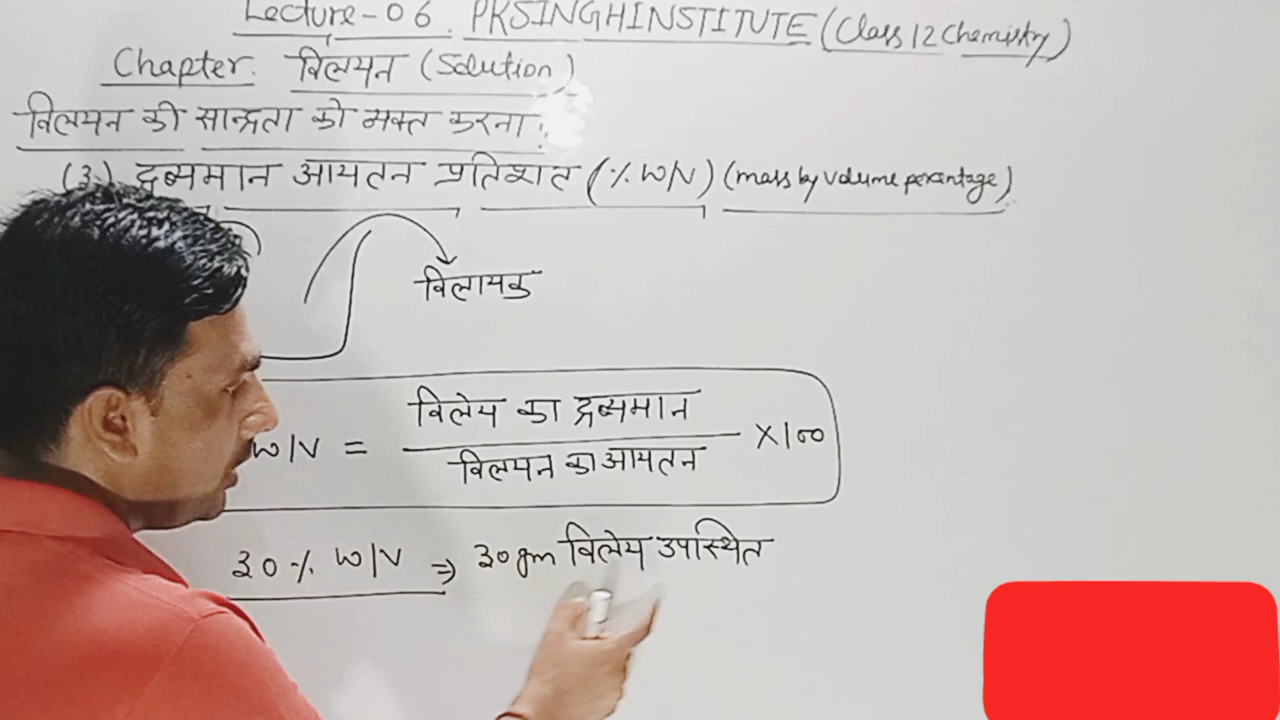 Lecture-06. PKSINGHINSTITUTE (Class 12 Chemistry)
Chapter. विलयन (Solution)
विलयन की सान्द्रता को व्यक्त करना:
(3.) द्रव्यमान आयतन प्रतिशत (% W/V) (mass by volume percentage)
विलायक
W/V = विलेय का द्रव्यमान
विलयन का आयतन × 100
30% W/V ⇒ 30 gm विलेय उपस्थित